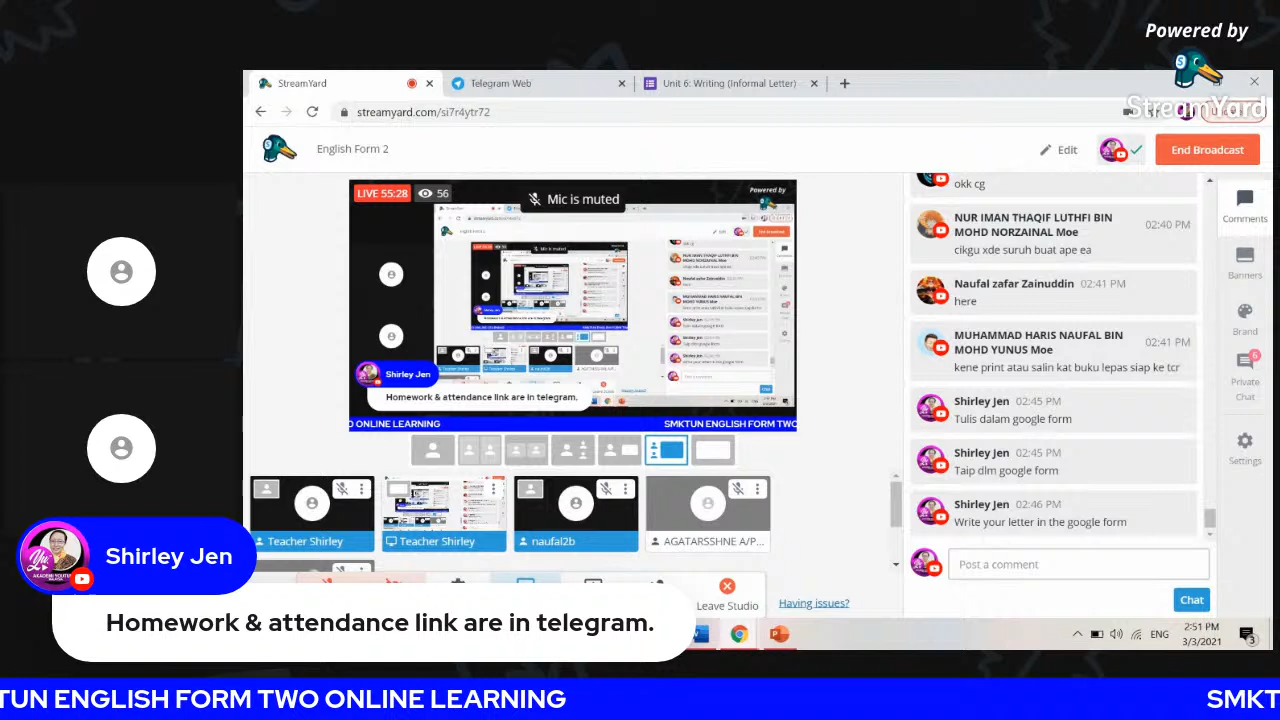 Powered by
StreamYard
StreamYard
Telegram Web
Unit 6: Writing (Informal Letter)
streamyard.com/si7r4ytr72
English Form 2
Edit
End Broadcast
LIVE 55:28
56
Mic is muted
Powered by
Shirley Jen
Homework & attendance link are in telegram.
D ONLINE LEARNING
SMKTUN ENGLISH FORM TWO
okk cg
NUR IMAN THAQIF LUTHFI BIN
MOHD NORZAINAL Moe
02:40 PM
Naufal zafar Zainuddin 02:41 PM
here
MUHAMMAD HARIS NAUFAL BIN
MOHD YUNUS Moe
02:41 PM
kene print atau salin kat buku lepas siap ke tcr
Shirley Jen 02:45 PM
Tulis dalam google form
Shirley Jen 02:45 PM
Taip dlm google form
Shirley Jen 02:46 PM
Write your letter in the google form
Post a comment
Chat
Comments
Banners
Brand
6
Private
Chat
Settings
Teacher Shirley
Teacher Shirley
naufal2b
AGATARSSHNE A/P...
Leave Studio
Having issues?
ENG
2:51 PM
3/3/2021
3
Shirley Jen
Homework & attendance link are in telegram.
TUN ENGLISH FORM TWO ONLINE LEARNING
SMKT